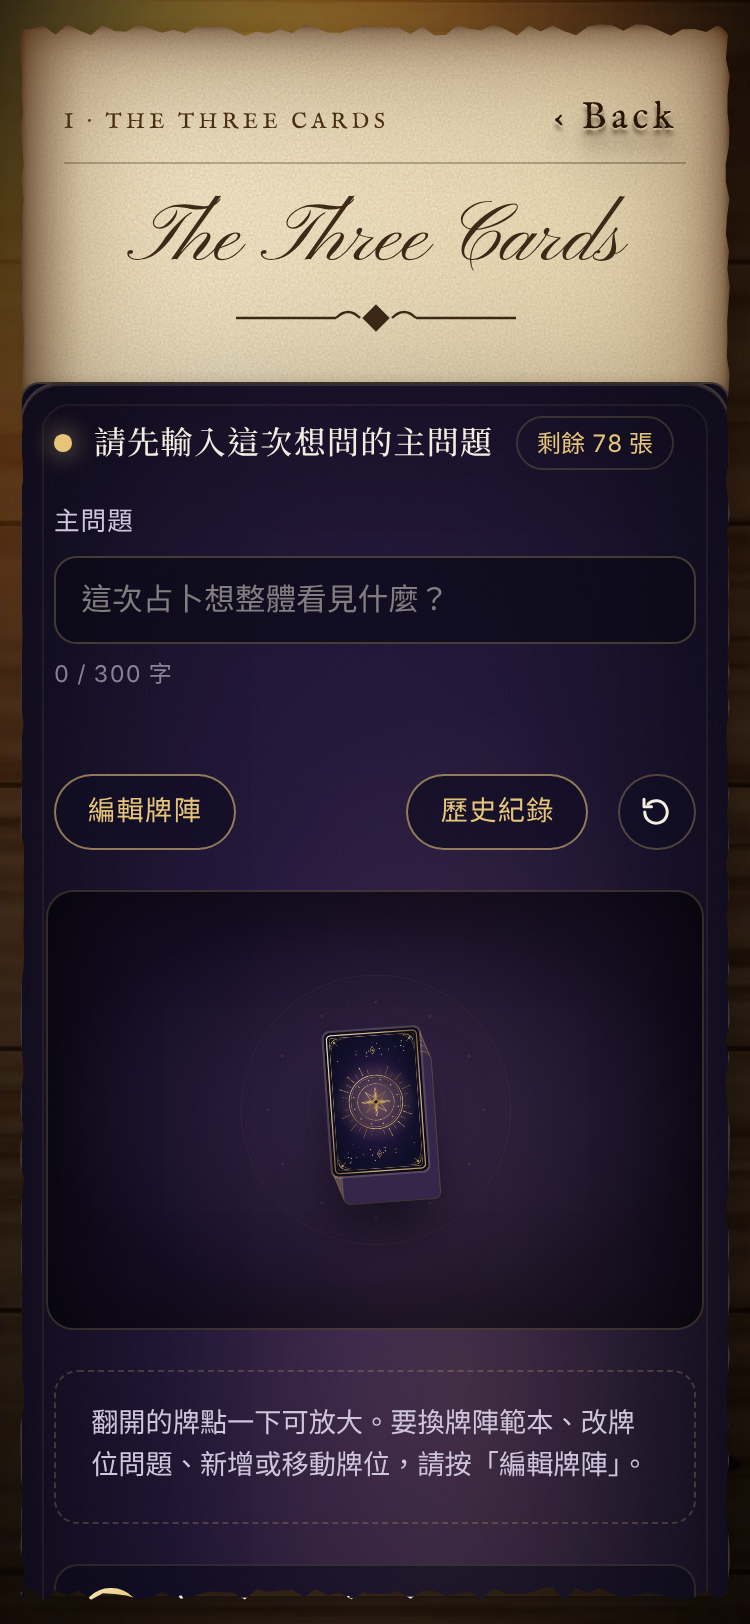 I · THE THREE CARDS
‹ Back
The Three Cards
請先輸入這次想問的主問題
剩餘 78 張
主問題
這次占卜想整體看見什麼？
0 / 300 字
編輯牌陣
歷史紀錄
翻開的牌點一下可放大。要換牌陣範本、改牌
位問題、新增或移動牌位，請按「編輯牌陣」。